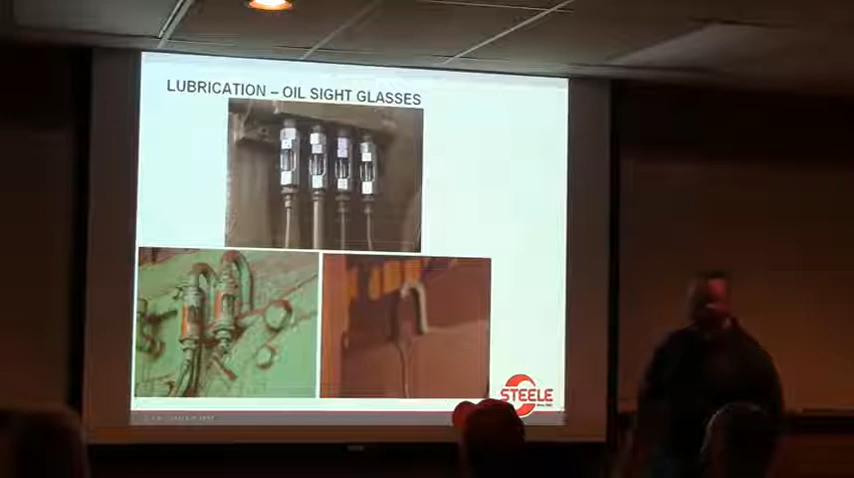 LUBRICATION – OIL SIGHT GLASSES
STEELE